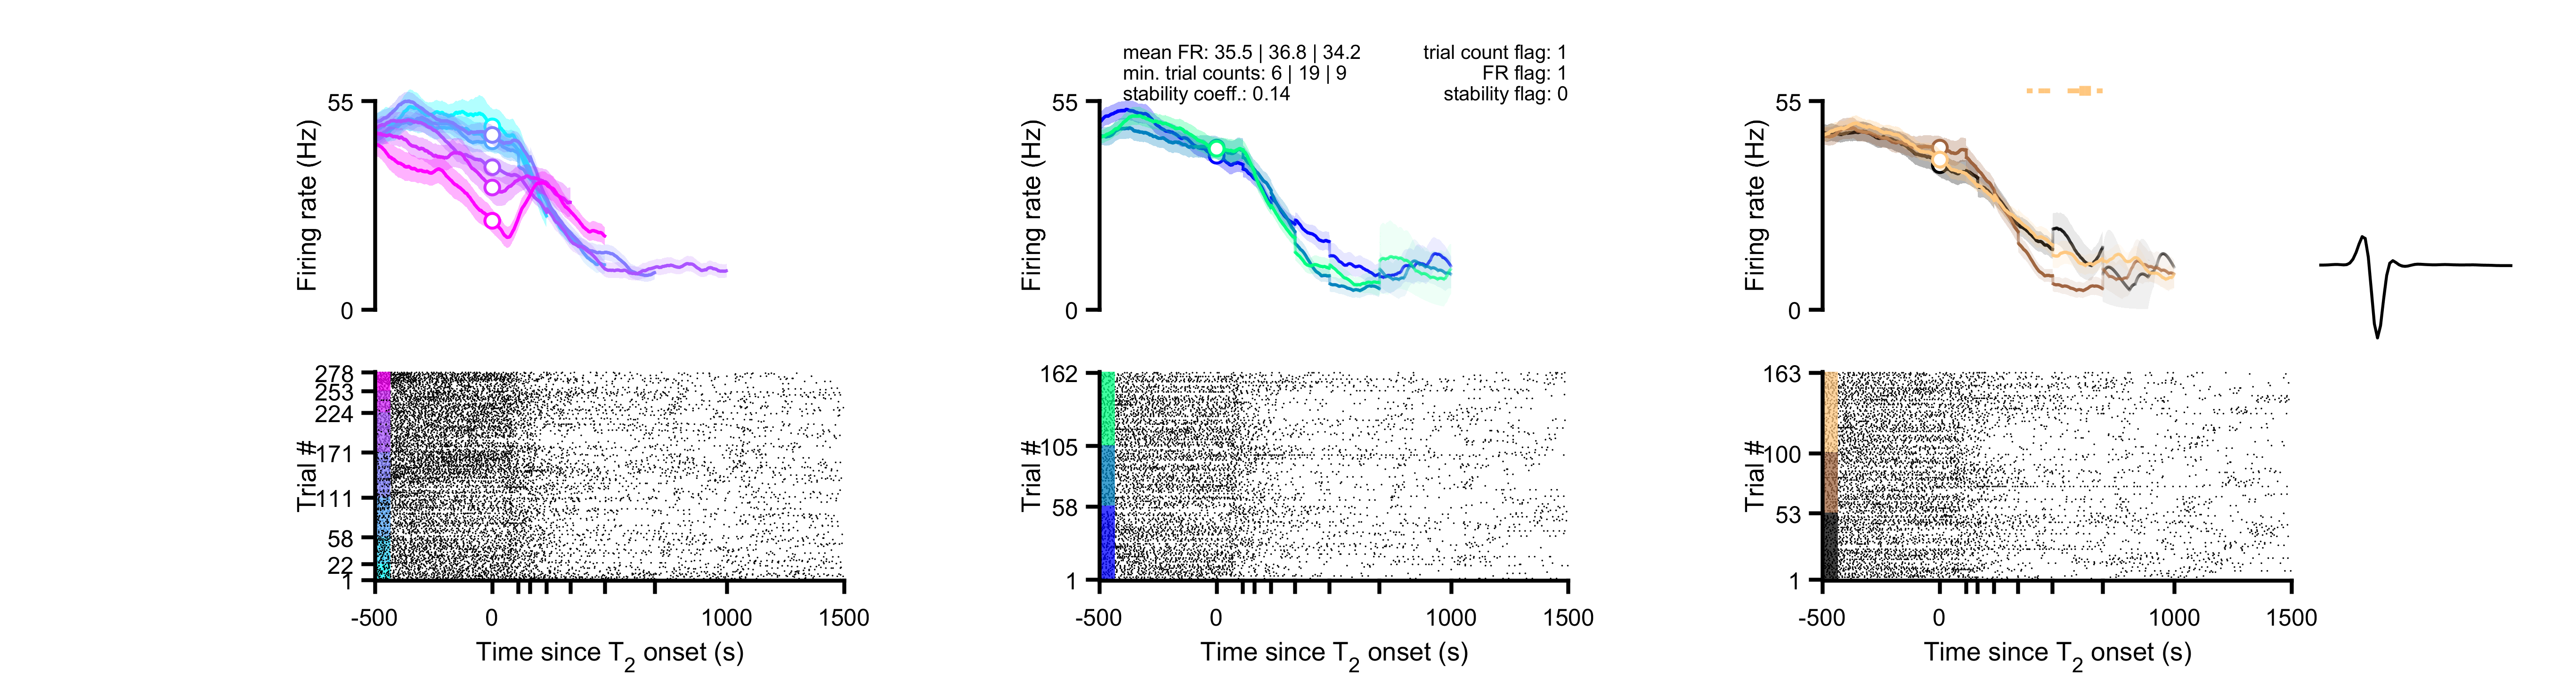 mean FR: 35.5 | 36.8 | 34.2
trial count flag: 1
min. trial counts: 6 | 19 | 9
FR flag: 1
stability coeff.: 0.14
stability flag: 0
55
Firing rate (Hz)
0
55
Firing rate (Hz)
0
55
Firing rate (Hz)
0
278
253
224
171
111
58
22
1
Trial #
-500
0
1000
1500
Time since T2 onset (s)
162
105
58
1
Trial #
-500
0
1000
1500
Time since T2 onset (s)
163
100
53
1
Trial #
-500
0
1000
1500
Time since T2 onset (s)